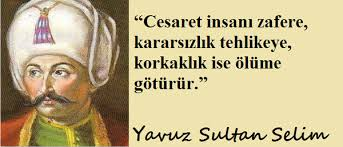 “Cesaret insanı zafere,
kararsızlık tehlikeye,
korkaklık ise ölüme
götürür.”
Yavuz Sultan Selim